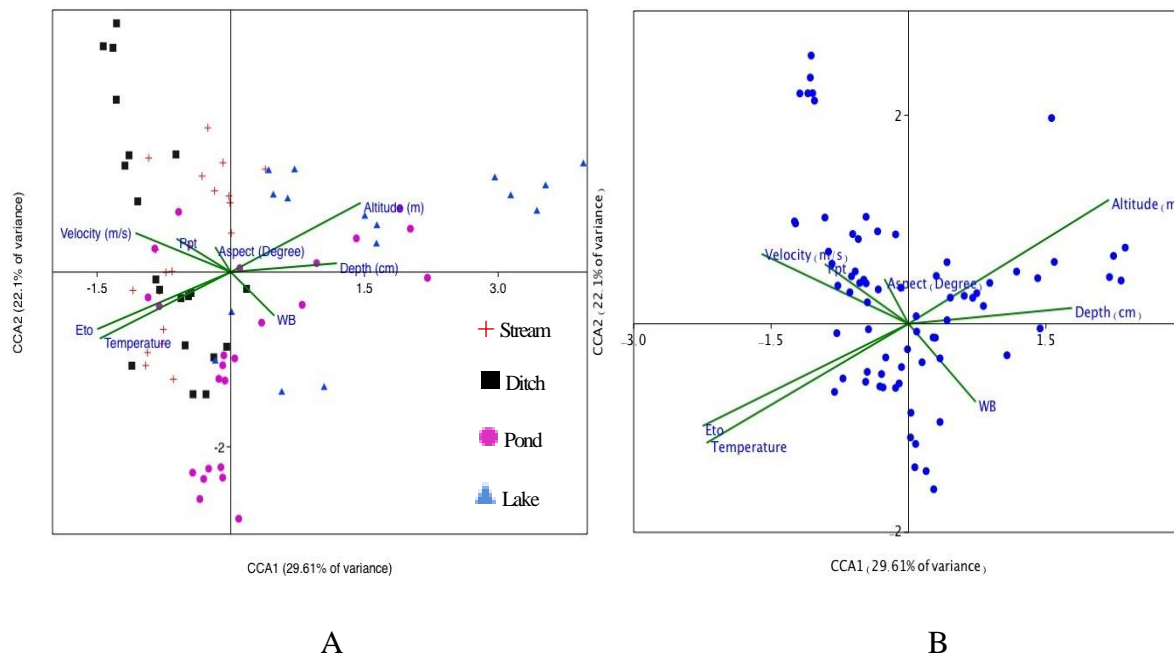 CCA2 (22.1% of variance)
Altitude (m)
Velocity (m/s)
Ppt
Aspect (Degree)
Depth (cm)
-1.5
1.5
3.0
Eto
Temperature
WB
-2
Stream
Ditch
Pond
Lake
CCA1 (29.61% of variance)
A
CCA2 (22.1% of variance)
2
Altitude (m
Velocity (m/s)
Ppt
Aspect (Degree)
Depth (cm)
-3.0
-1.5
1.5
WB
Eto
Temperature
-2
CCA1 (29.61% of variance)
B